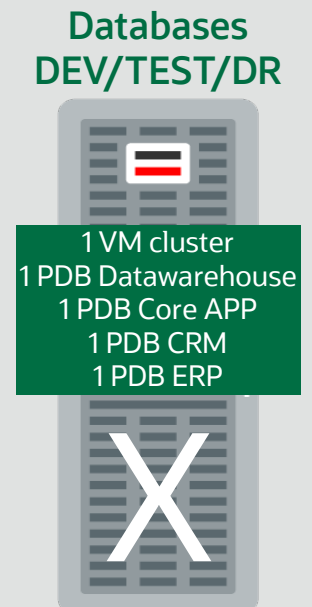 Databases
DEV/TEST/DR
1 VM cluster
1 PDB Datawarehouse
1 PDB Core APP
1 PDB CRM
1 PDB ERP
X